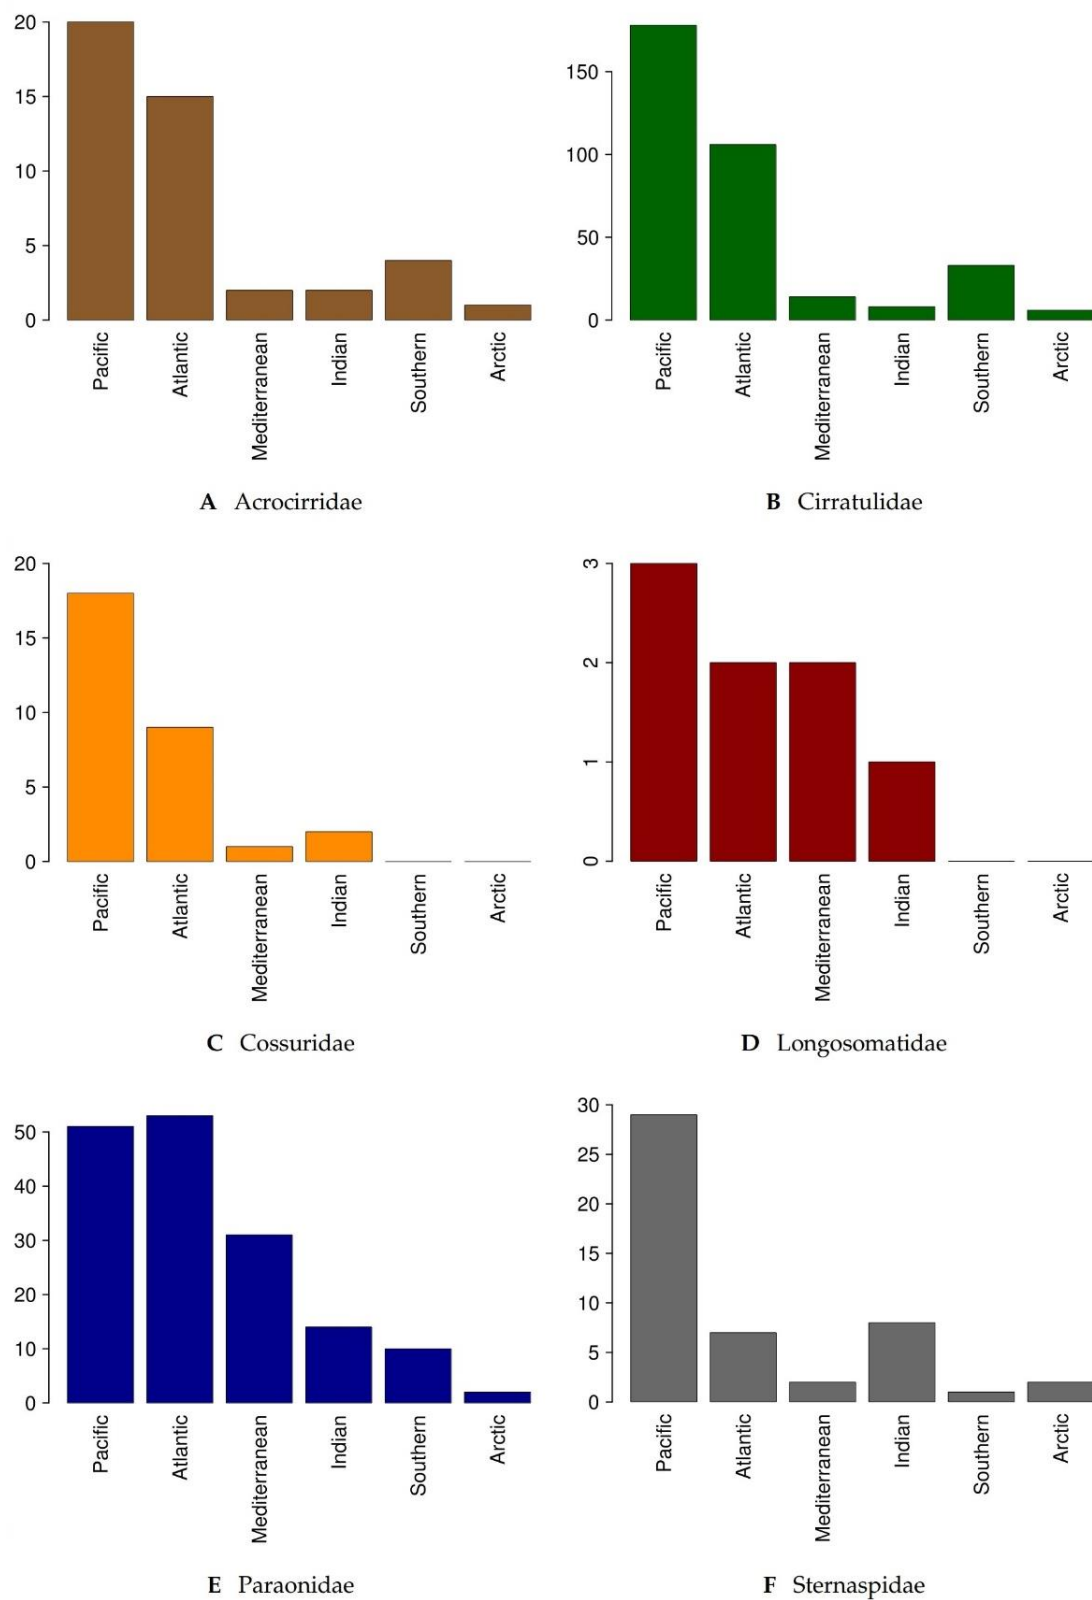 20
15
10
5
0
Pacific
Atlantic
Mediterranean
Indian
Southern
Arctic
A Acrocirridae
150
100
50
0
Pacific
Atlantic
Mediterranean
Indian
Southern
Arctic
B Cirratulidae
20
15
10
5
0
Pacific
Atlantic
Mediterranean
Indian
Southern
Arctic
C Cossuridae
3
2
1
0
Pacific
Atlantic
Mediterranean
Indian
Southern
Arctic
D Longosomatidae
50
40
30
20
10
0
Pacific
Atlantic
Mediterranean
Indian
Southern
Arctic
E Paraonidae
30
25
20
15
10
5
0
Pacific
Atlantic
Mediterranean
Indian
Southern
Arctic
F Sternaspidae